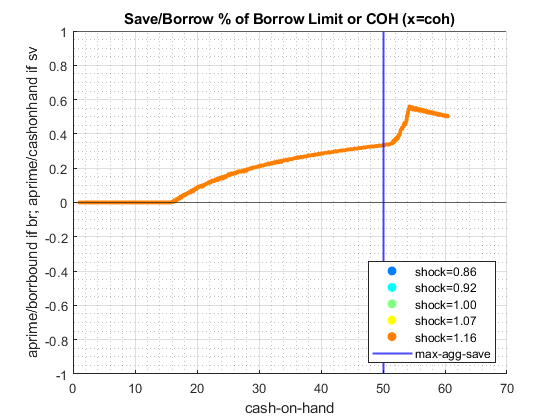 Save/Borrow % of Borrow Limit or COH (x=coh)
aprime/borrbound if br; aprime/cashonhand if sv
1
0.8
0.6
0.4
0.2
0
-0.2
-0.4
-0.6
-0.8
-1
shock=0.86
shock=0.92
shock=1.00
shock=1.07
shock=1.16
max-agg-save
0 10 20 30 40 50 60 70
cash-on-hand